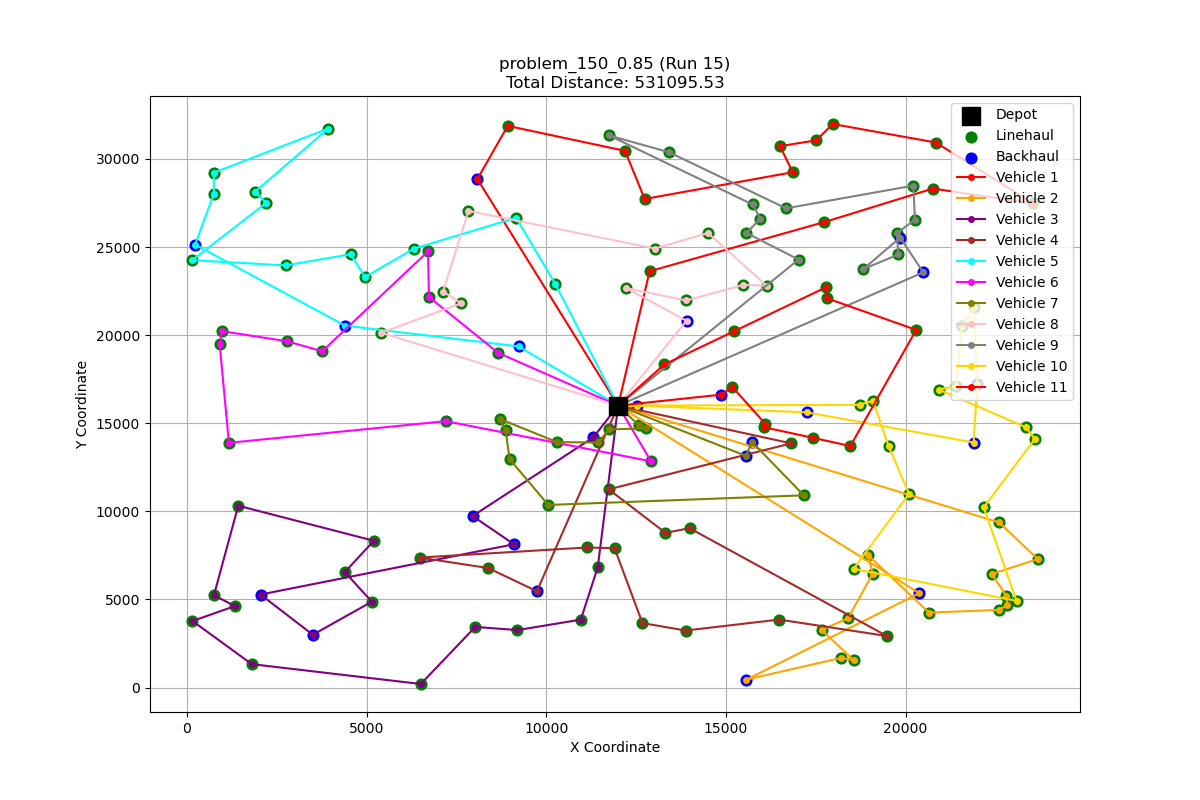 problem_150_0.85 (Run 15)
Total Distance: 531095.53
Y Coordinate
30000
25000
20000
15000
10000
5000
0
0
5000
10000
15000
20000
X Coordinate
Depot
Linehaul
Backhaul
Vehicle 1
Vehicle 2
Vehicle 3
Vehicle 4
Vehicle 5
Vehicle 6
Vehicle 7
Vehicle 8
Vehicle 9
Vehicle 10
Vehicle 11